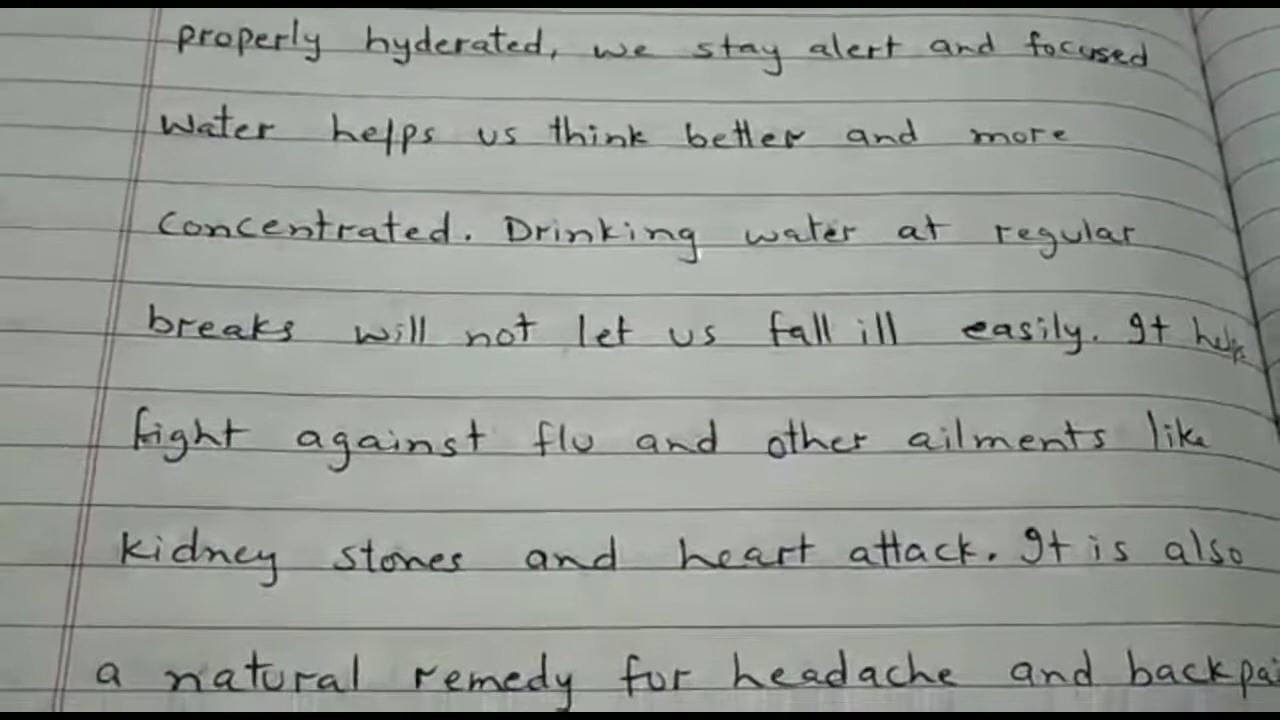 properly hyderated, we stay alert and focused
Water helps us think better and more
concentrated. Drinking water at regular
breaks will not let us fall ill easily. It help
fight against flu and other ailments like
kidney stones and heart attack. It is also
a natural remedy for headache and backpai